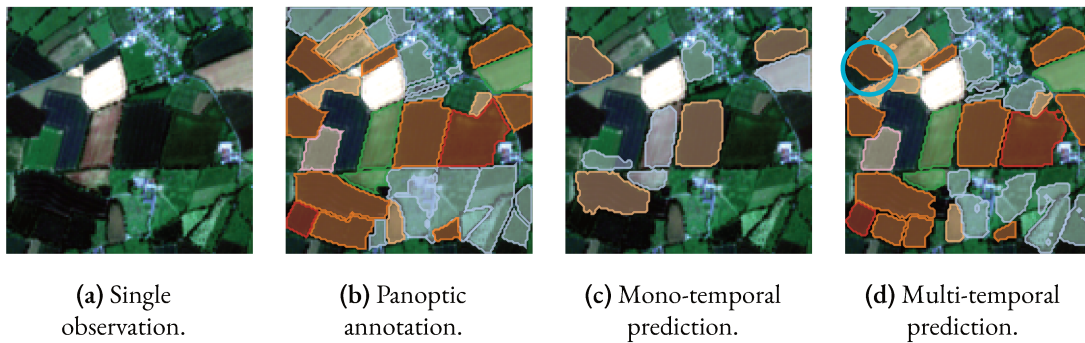 (a) Single
observation.
(b) Panoptic
annotation.
(c) Mono-temporal
prediction.
(d) Multi-temporal
prediction.